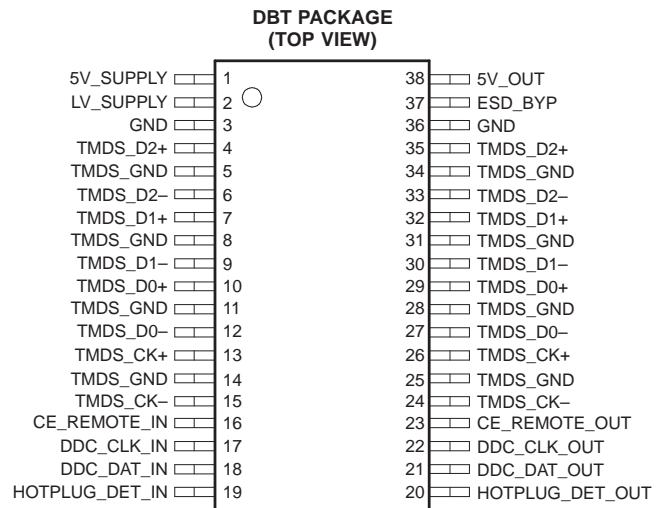 DBT PACKAGE
(TOP VIEW)
5V_SUPPLY 1 38 5V_OUT
LV_SUPPLY 2 37 ESD_BYP
GND 3 36 GND
TMDS_D2+ 4 35 TMDS_D2+
TMDS_GND 5 34 TMDS_GND
TMDS_D2– 6 33 TMDS_D2–
TMDS_D1+ 7 32 TMDS_D1+
TMDS_GND 8 31 TMDS_GND
TMDS_D1– 9 30 TMDS_D1–
TMDS_D0+ 10 29 TMDS_D0+
TMDS_GND 11 28 TMDS_GND
TMDS_D0– 12 27 TMDS_D0–
TMDS_CK+ 13 26 TMDS_CK+
TMDS_GND 14 25 TMDS_GND
TMDS_CK– 15 24 TMDS_CK–
CE_REMOTE_IN 16 23 CE_REMOTE_OUT
DDC_CLK_IN 17 22 DDC_CLK_OUT
DDC_DAT_IN 18 21 DDC_DAT_OUT
HOTPLUG_DET_IN 19 20 HOTPLUG_DET_OUT